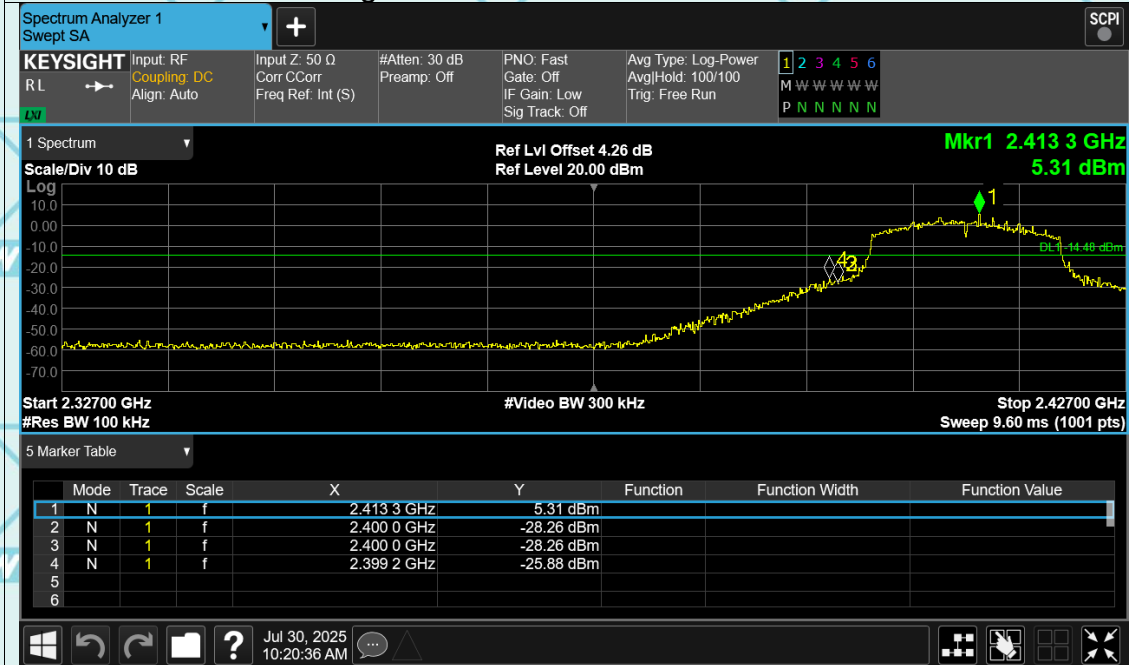 Spectrum Analyzer 1
Swept SA
+
SCPI
KEYSIGHT
RL
LXI
Input: RF
Coupling: DC
Align: Auto
Input Z: 50 Ω
Corr CCorr
Freq Ref: Int (S)
#Atten: 30 dB
Preamp: Off
PNO: Fast
Gate: Off
IF Gain: Low
Sig Track: Off
Avg Type: Log-Power
Avg|Hold: 100/100
Trig: Free Run
1 2 3 4 5 6
M W W W W W
P N N N N N
1 Spectrum
Scale/Div 10 dB
Ref Lvl Offset 4.26 dB
Ref Level 20.00 dBm
Mkr1 2.413 3 GHz
5.31 dBm
Log
10.0
0.00
-10.0
-20.0
-30.0
-40.0
-50.0
-60.0
-70.0
1
DL1 -14.48 dBm
Start 2.32700 GHz
#Res BW 100 kHz
#Video BW 300 kHz
Stop 2.42700 GHz
Sweep 9.60 ms (1001 pts)
5 Marker Table
Mode Trace Scale X Y Function Function Width Function Value
1 N 1 f 2.413 3 GHz 5.31 dBm
2 N 1 f 2.400 0 GHz -28.26 dBm
3 N 1 f 2.400 0 GHz -28.26 dBm
4 N 1 f 2.399 2 GHz -25.88 dBm
5
6
?
Jul 30, 2025
10:20:36 AM